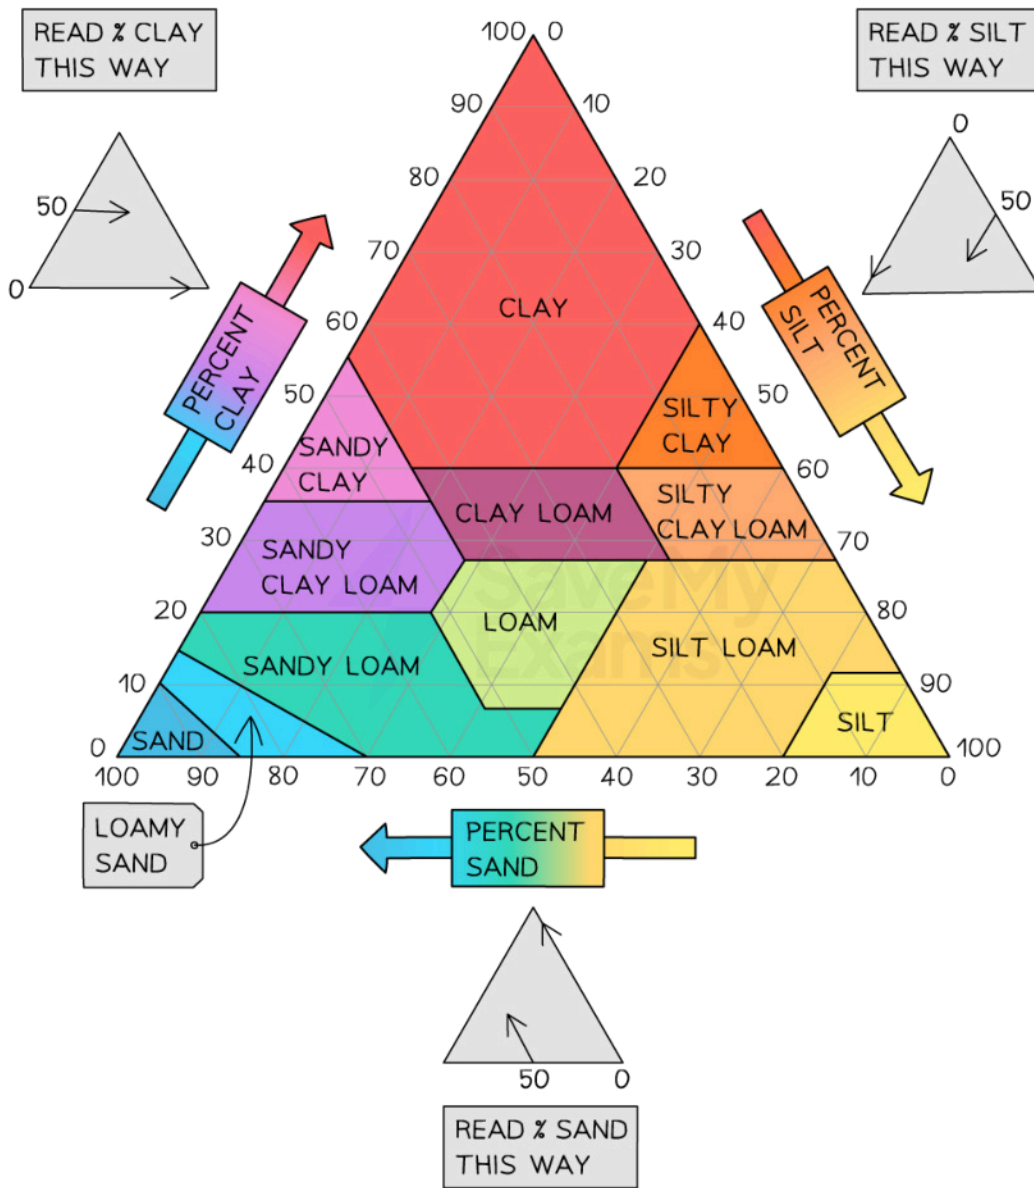 READ % CLAY
THIS WAY
50
0
READ % SILT
THIS WAY
0
50
100 0
90 10
80 20
70 30
60 40
50 50
40 60
30 70
20 80
10 90
0 100
100 90 80 70 60 50 40 30 20 10 0
PERCENT
CLAY
PERCENT
SILT
CLAY
SILTY
CLAY
SANDY
CLAY
CLAY LOAM
SILTY
CLAY LOAM
SANDY
CLAY LOAM
LOAM
SILT LOAM
SANDY LOAM
SAND
SILT
SaveMy
Exams
LOAMY
SAND
PERCENT
SAND
50 0
READ % SAND
THIS WAY